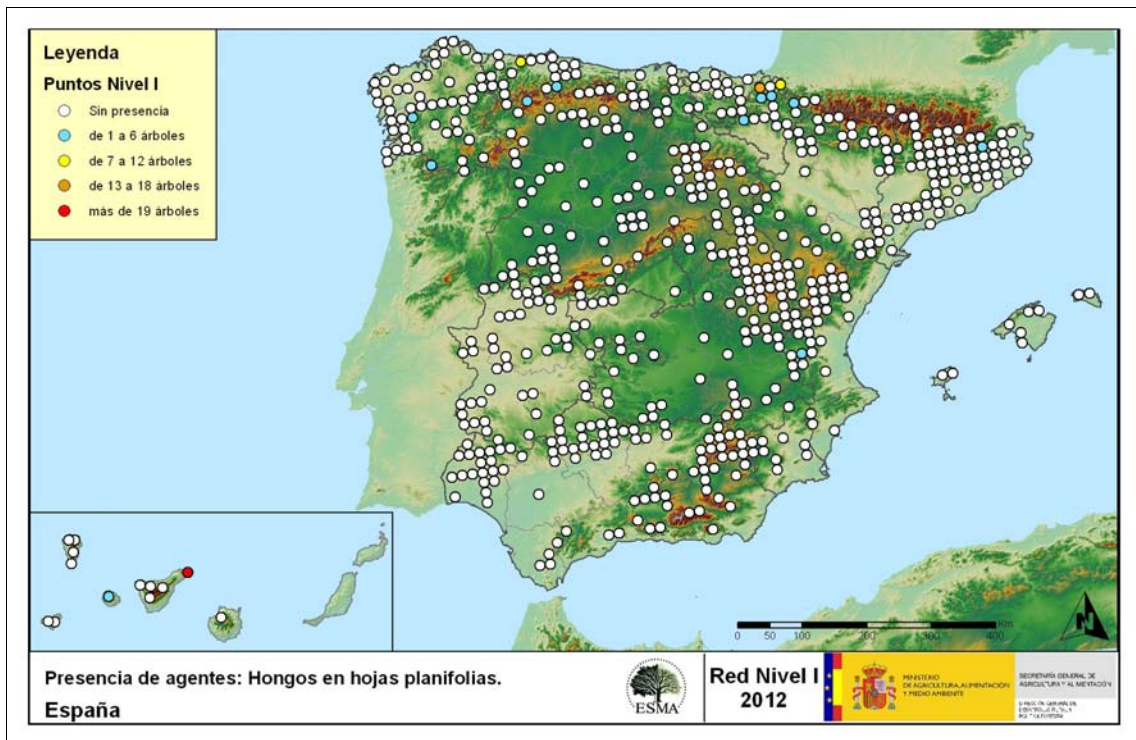 Leyenda
Puntos Nivel I
Sin presencia
de 1 a 6 árboles
de 7 a 12 árboles
de 13 a 18 árboles
más de 19 árboles
Km
0 50 100 200 300 400
N
Presencia de agentes: Hongos en hojas planifolias.
España
ESMA
Red Nivel I
2012
MINISTERIO
DE AGRICULTURA, ALIMENTACIÓN
Y MEDIO AMBIENTE
SECRETARÍA GENERAL DE
AGRICULTURA Y ALIMENTACIÓN